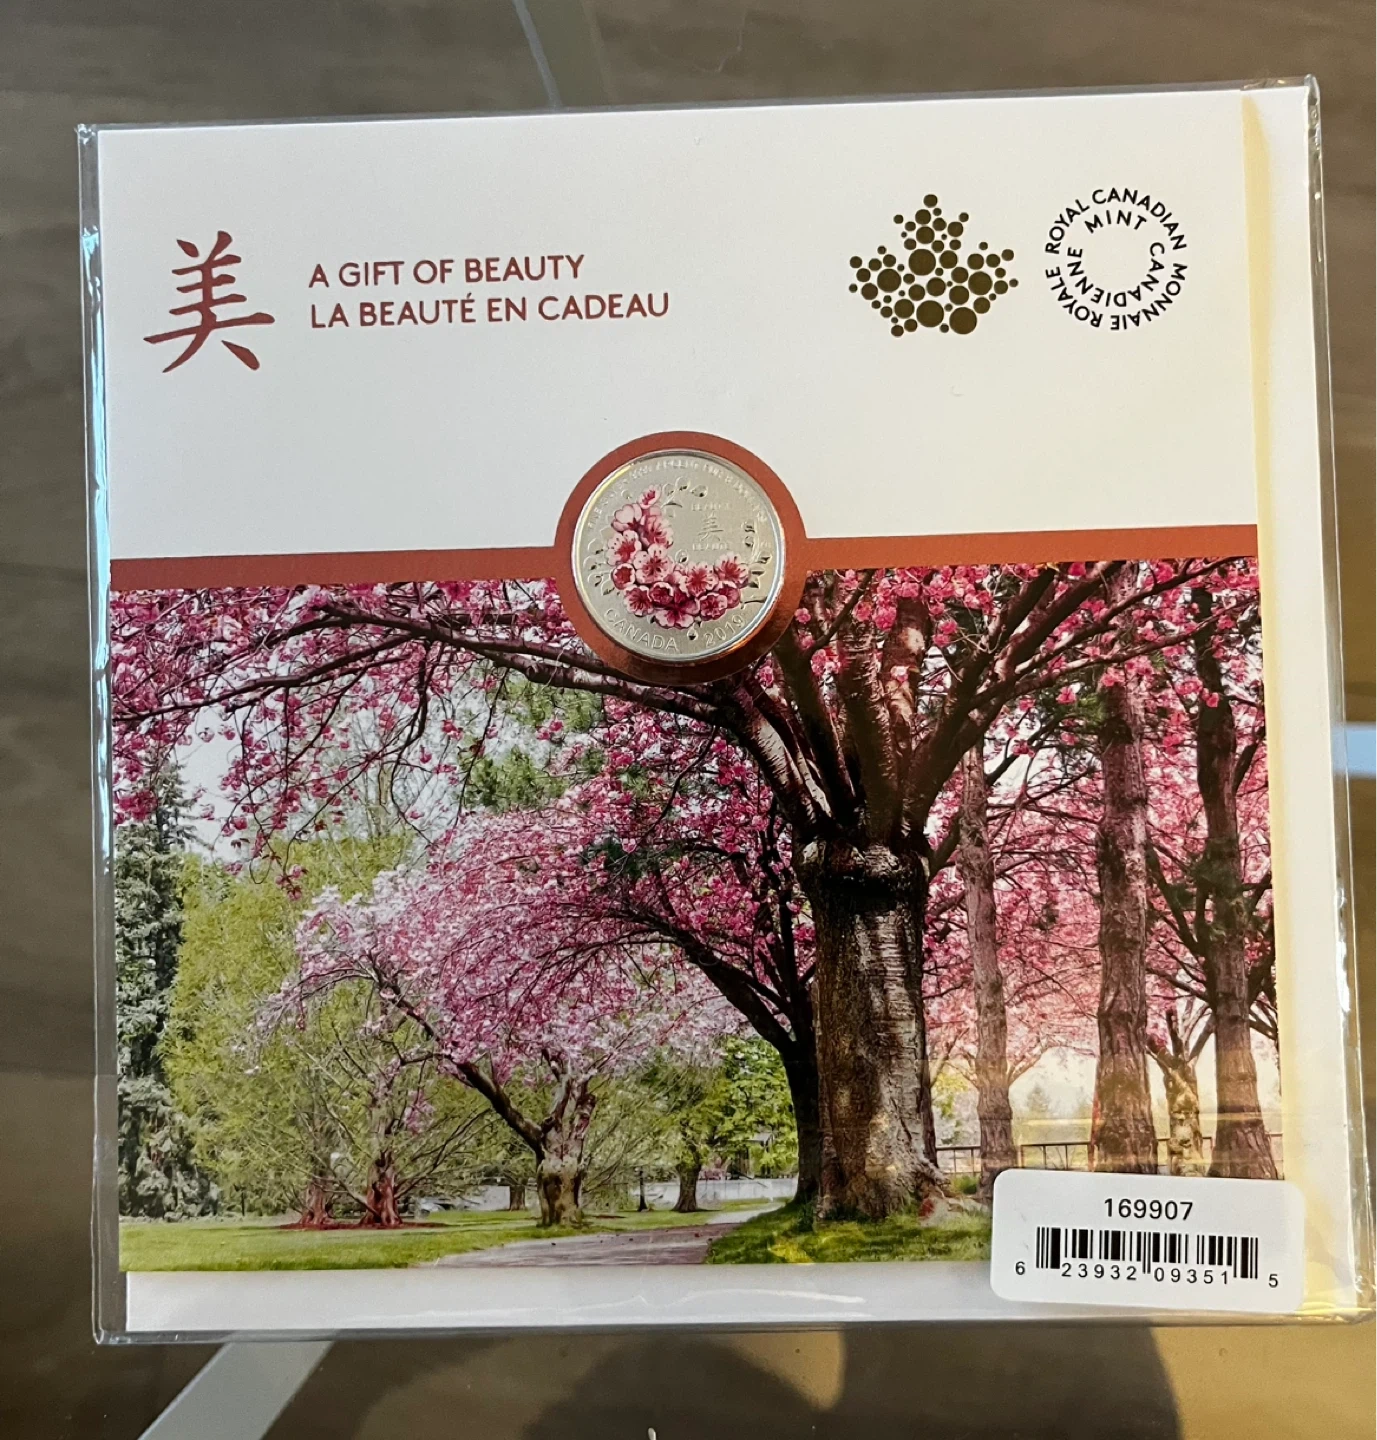 美
A GIFT OF BEAUTY
LA BEAUTÉ EN CADEAU
ROYAL CANADIAN MINT
MONNAIE ROYALE CANADIENNE
CANADA 2019
169907
6 23932 09351 5